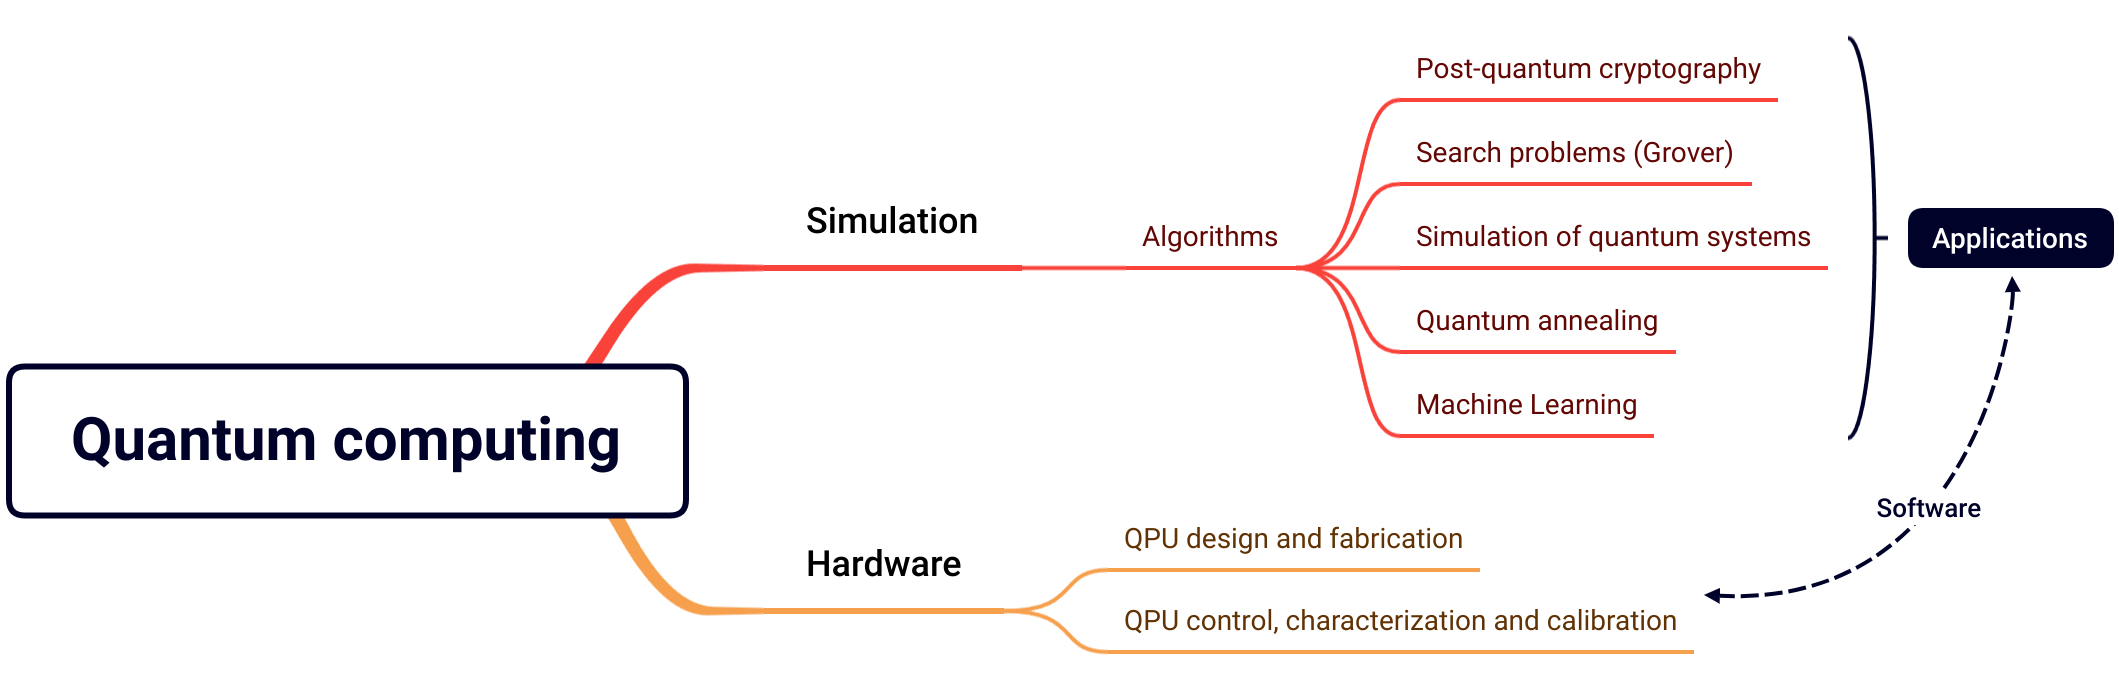 Quantum computing
Simulation
Algorithms
Post-quantum cryptography
Search problems (Grover)
Simulation of quantum systems
Quantum annealing
Machine Learning
Applications
Software
Hardware
QPU design and fabrication
QPU control, characterization and calibration